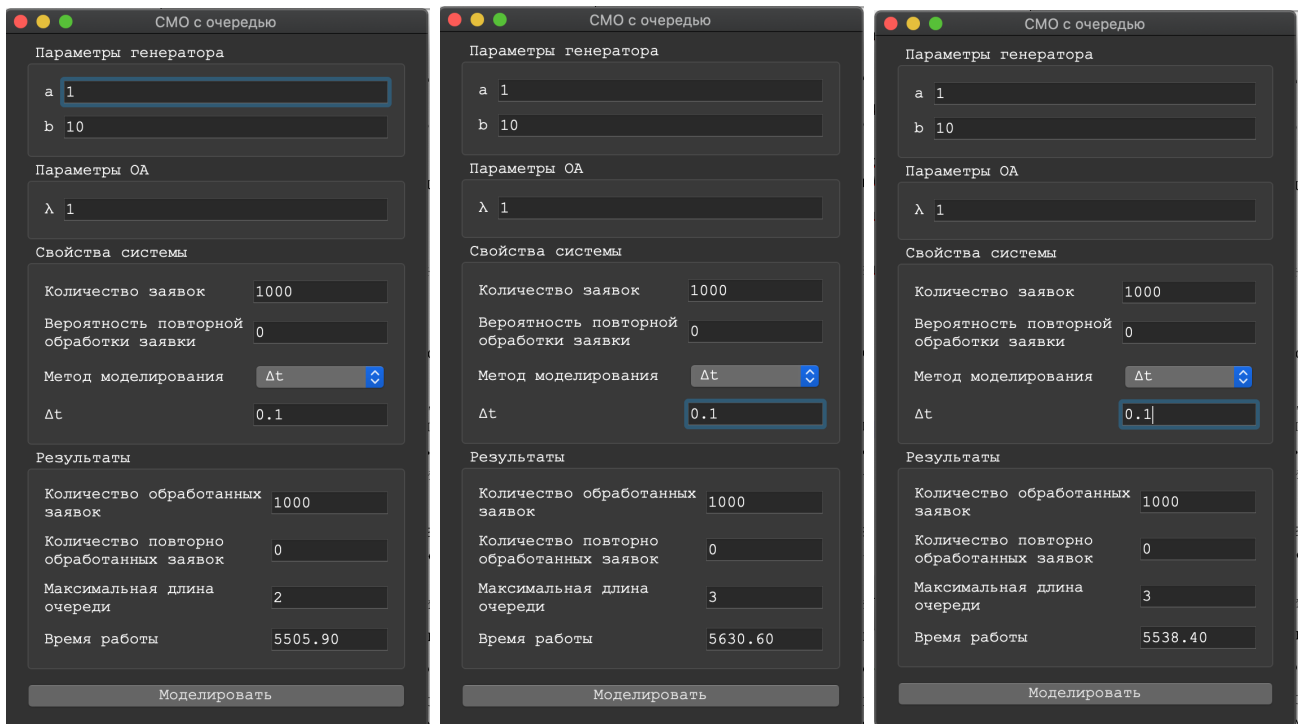 СМО с очередью
Параметры генератора
a 1
b 10
Параметры ОА
λ 1
Свойства системы
Количество заявок 1000
Вероятность повторной
обработки заявки 0
Метод моделирования Δt
Δt 0.1
Результаты
Количество обработанных
заявок 1000
Количество повторно
обработанных заявок 0
Максимальная длина
очереди 2
Время работы 5505.90
Моделировать
СМО с очередью
Параметры генератора
a 1
b 10
Параметры ОА
λ 1
Свойства системы
Количество заявок 1000
Вероятность повторной
обработки заявки 0
Метод моделирования Δt
Δt 0.1
Результаты
Количество обработанных
заявок 1000
Количество повторно
обработанных заявок 0
Максимальная длина
очереди 3
Время работы 5630.60
Моделировать
СМО с очередью
Параметры генератора
a 1
b 10
Параметры ОА
λ 1
Свойства системы
Количество заявок 1000
Вероятность повторной
обработки заявки 0
Метод моделирования Δt
Δt 0.1
Результаты
Количество обработанных
заявок 1000
Количество повторно
обработанных заявок 0
Максимальная длина
очереди 3
Время работы 5538.40
Моделировать